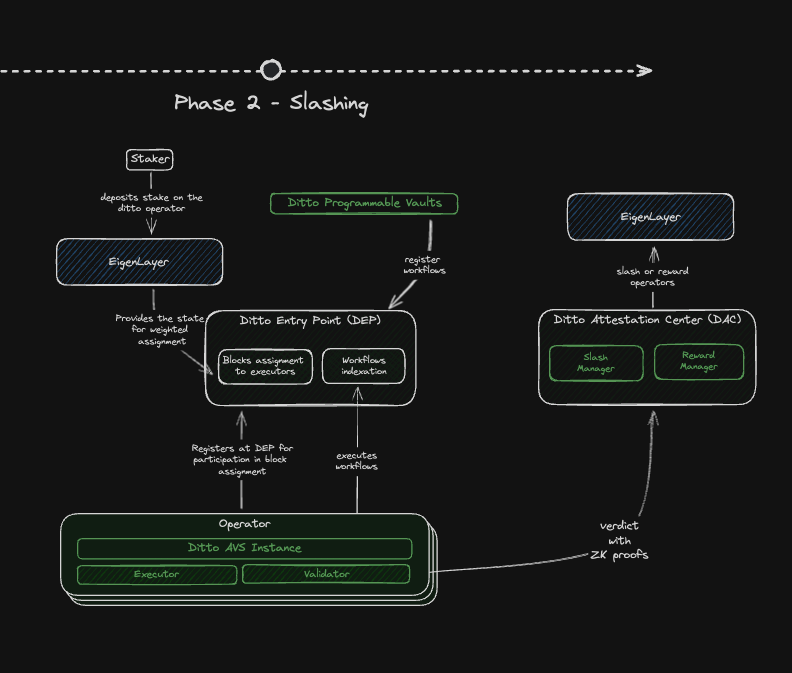 Phase 2 - Slashing
Staker
deposits stake on the
ditto operator
EigenLayer
Provides the state
for weighted
assignment
Ditto Programmable Vaults
register
workflows
Ditto Entry Point (DEP)
Blocks assignment
to executors
Workflows
indexation
EigenLayer
slash or reward
operators
Ditto Attestation Center (DAC)
Slash
Manager
Reward
Manager
Registers at DEP for
participation in block
assignment
executes
workflows
Operator
Ditto AVS Instance
Executor
Validator
verdict
with
ZK proofs